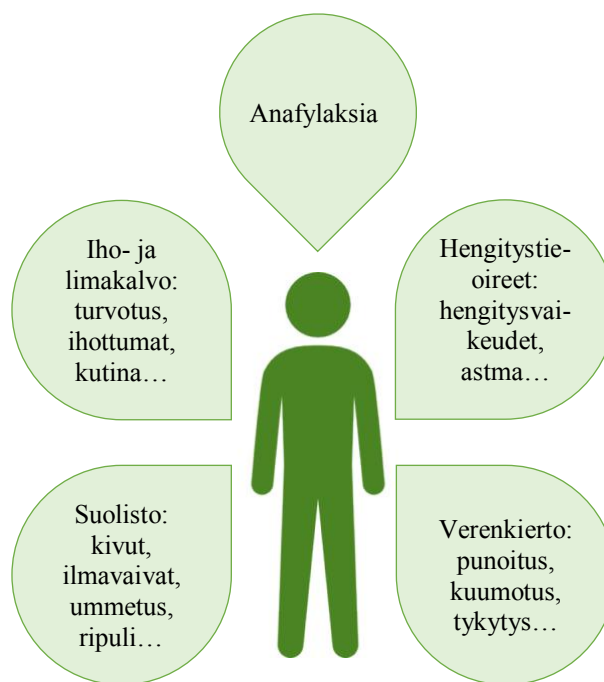 Anafylaksia
Iho- ja
limakalvo:
turvotus,
ihottumat,
kutina…
Hengitystie-
oireet:
hengitysvai-
keudet,
astma…
Suolisto:
kivut,
ilmavaivat,
ummetus,
ripuli…
Verenkierto:
punoitus,
kuumotus,
tykytys…